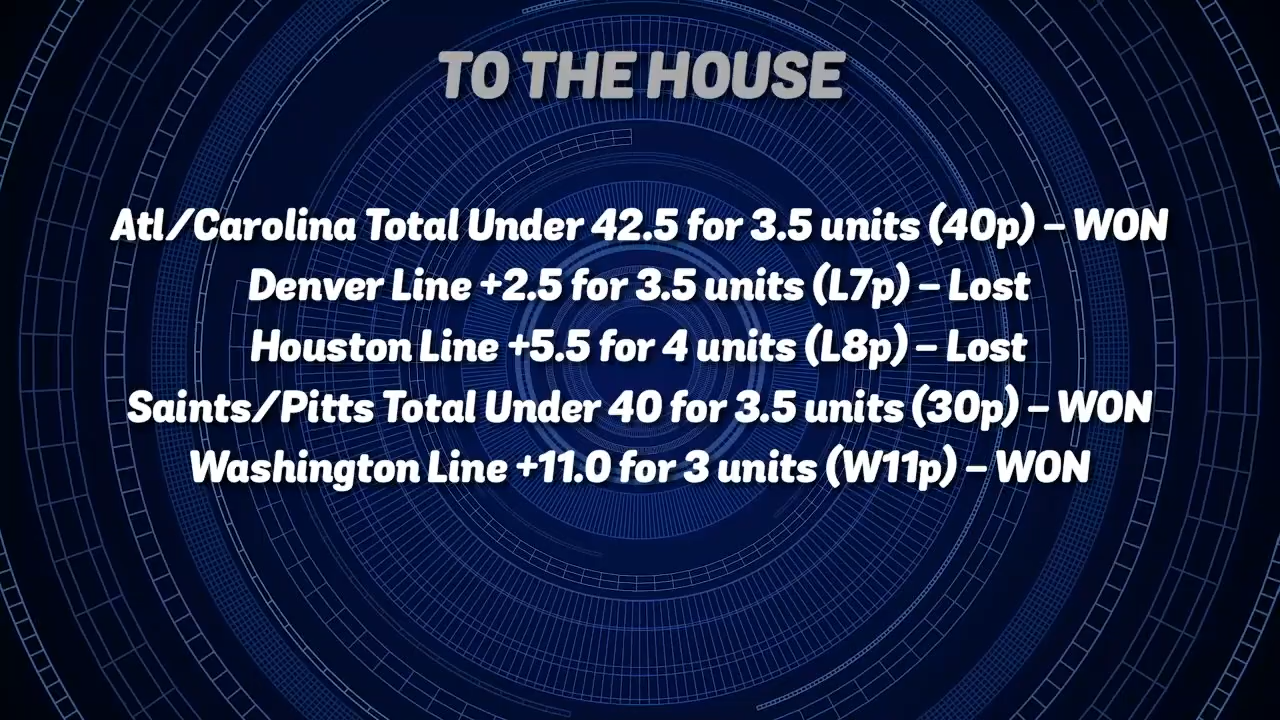 TO THE HOUSE
Atl/Carolina Total Under 42.5 for 3.5 units (40p) – WON
Denver Line +2.5 for 3.5 units (L7p) – Lost
Houston Line +5.5 for 4 units (L8p) – Lost
Saints/Pitts Total Under 40 for 3.5 units (30p) – WON
Washington Line +11.0 for 3 units (W11p) – WON